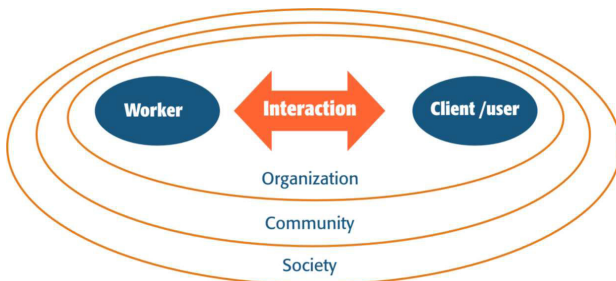 Worker
Interaction
Client /user
Organization
Community
Society